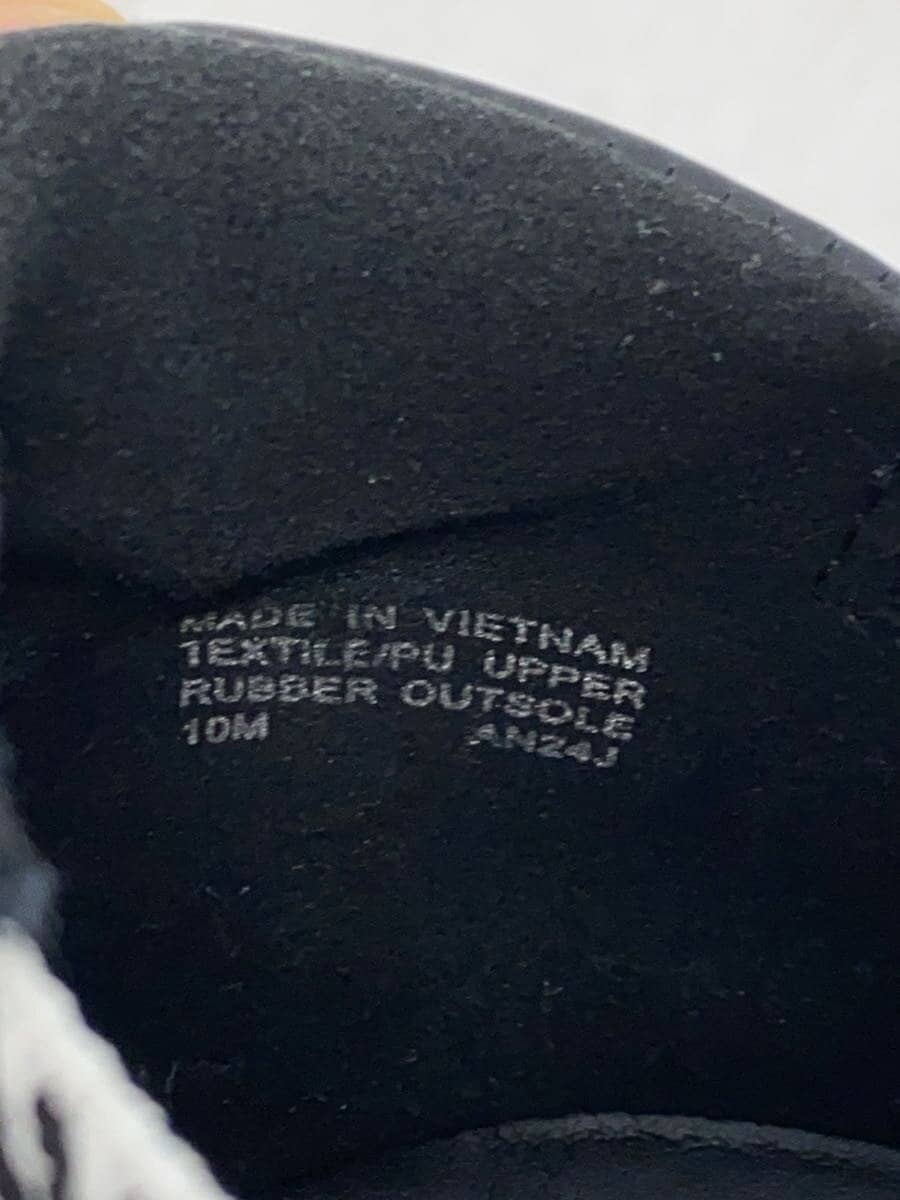 MADE IN VIETNAM
TEXTILE/PU UPPER
RUBBER OUTSOLE
10M AN24J